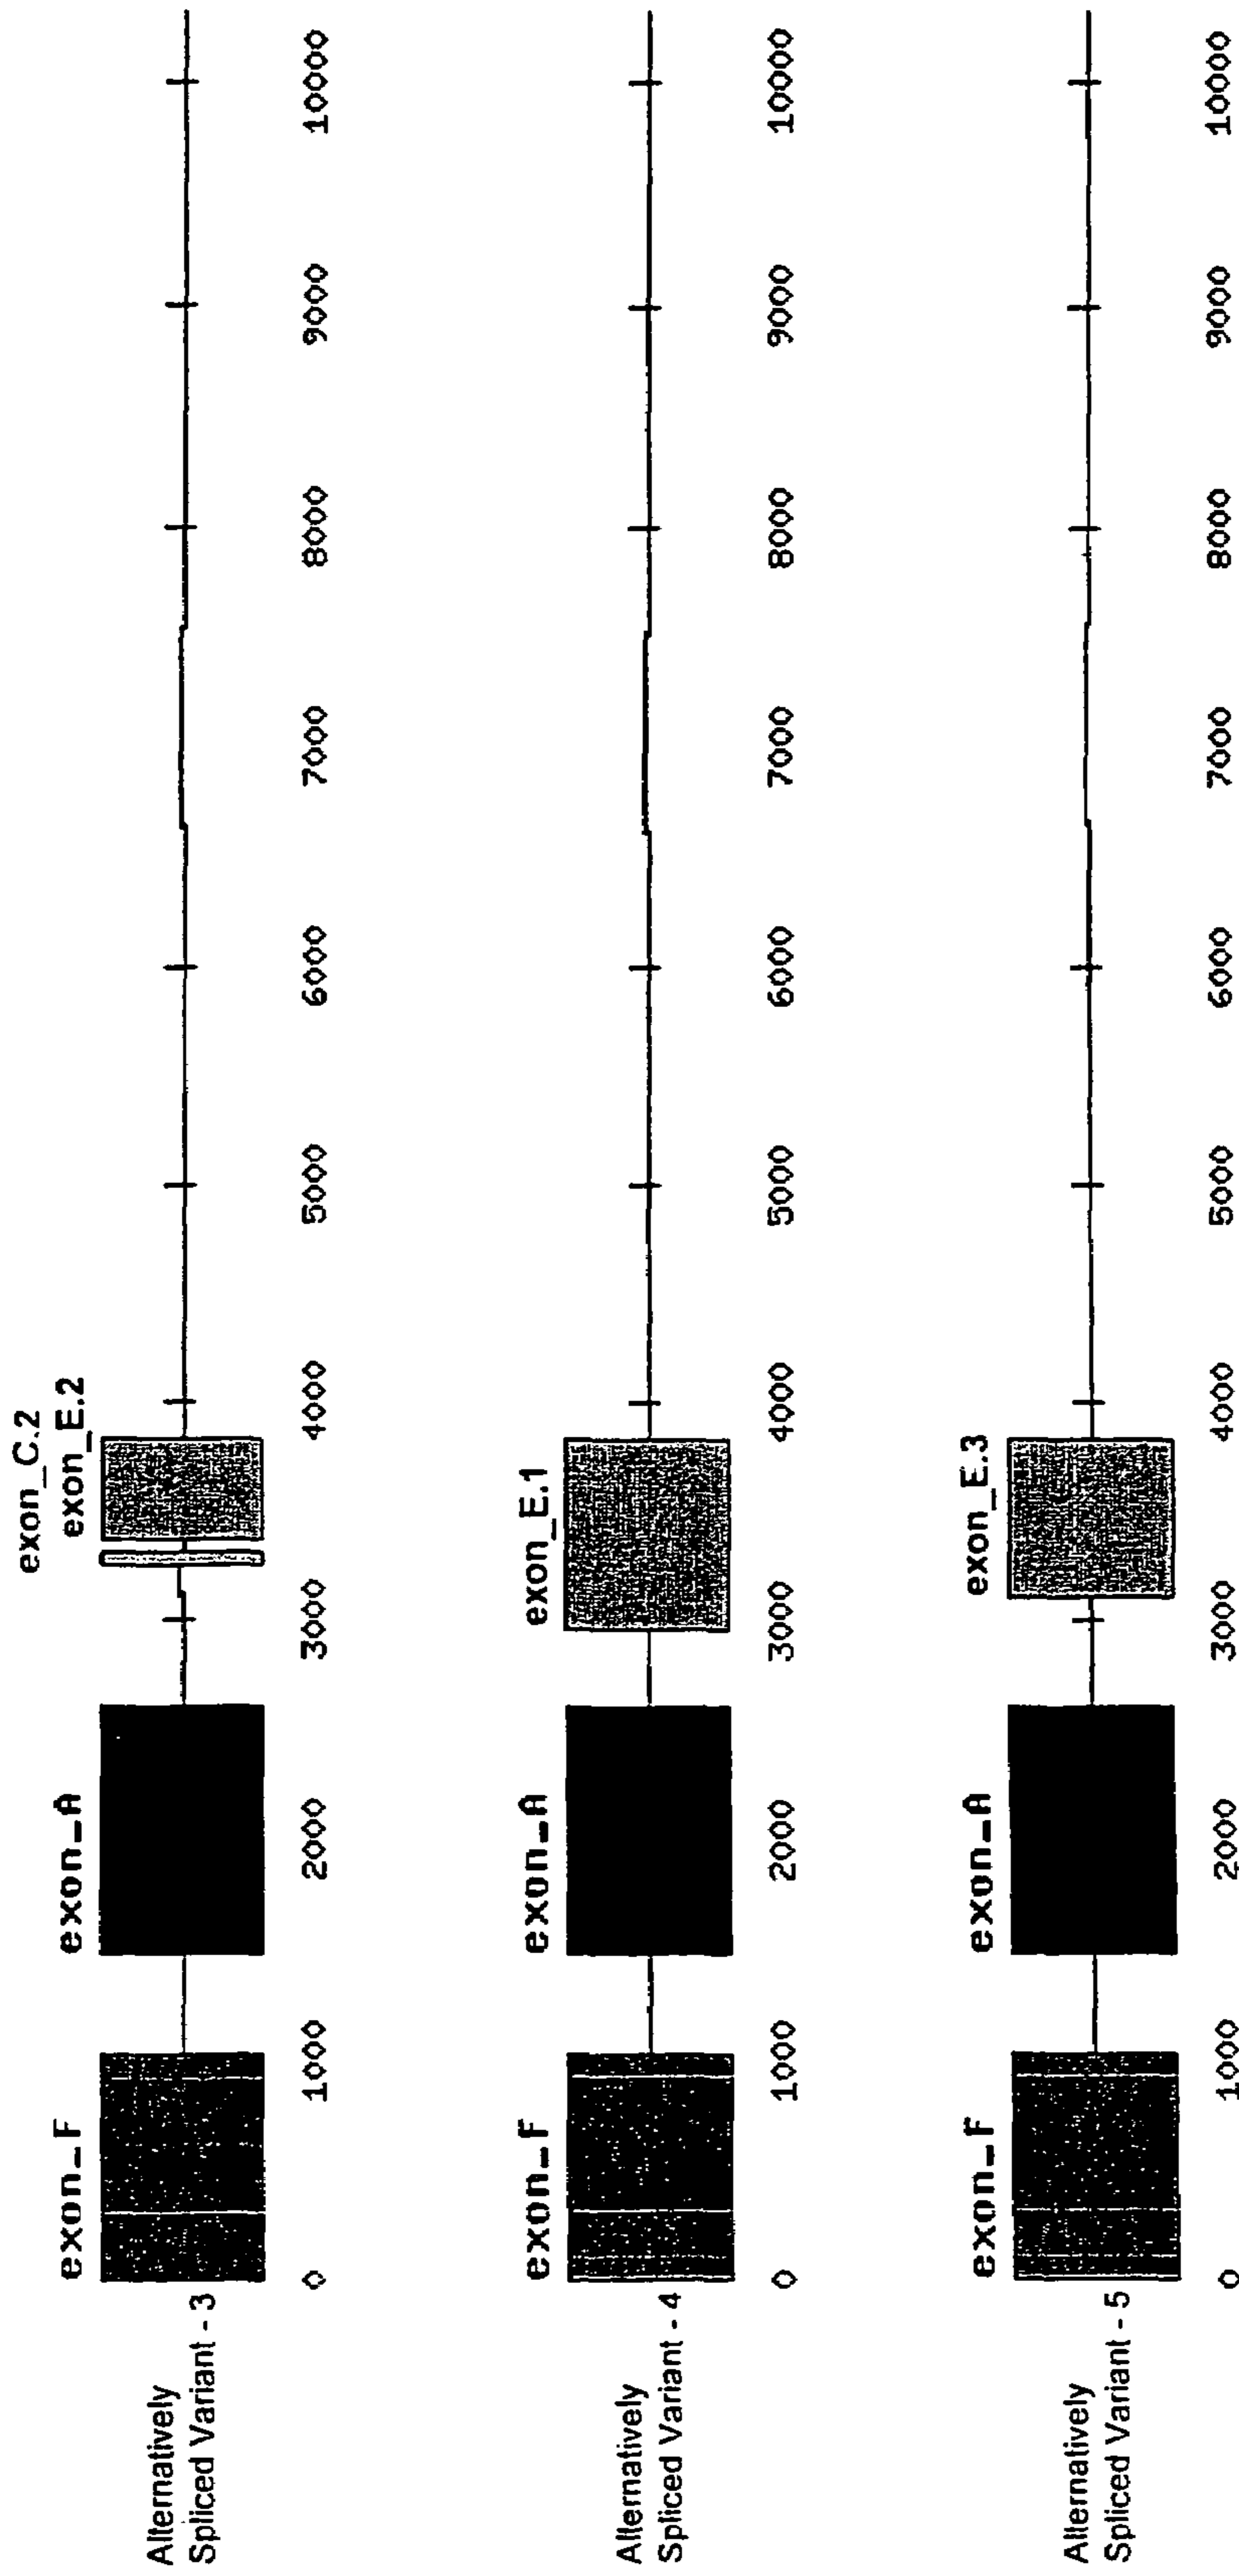 Alternatively
Spliced Variant - 3
exon_F
exon_A
exon_C.2
exon_E.2
0 1000 2000 3000 4000 5000 6000 7000 8000 9000 10000
Alternatively
Spliced Variant - 4
exon_F
exon_A
exon_E.1
0 1000 2000 3000 4000 5000 6000 7000 8000 9000 10000
Alternatively
Spliced Variant - 5
exon_F
exon_A
exon_E.3
0 1000 2000 3000 4000 5000 6000 7000 8000 9000 10000